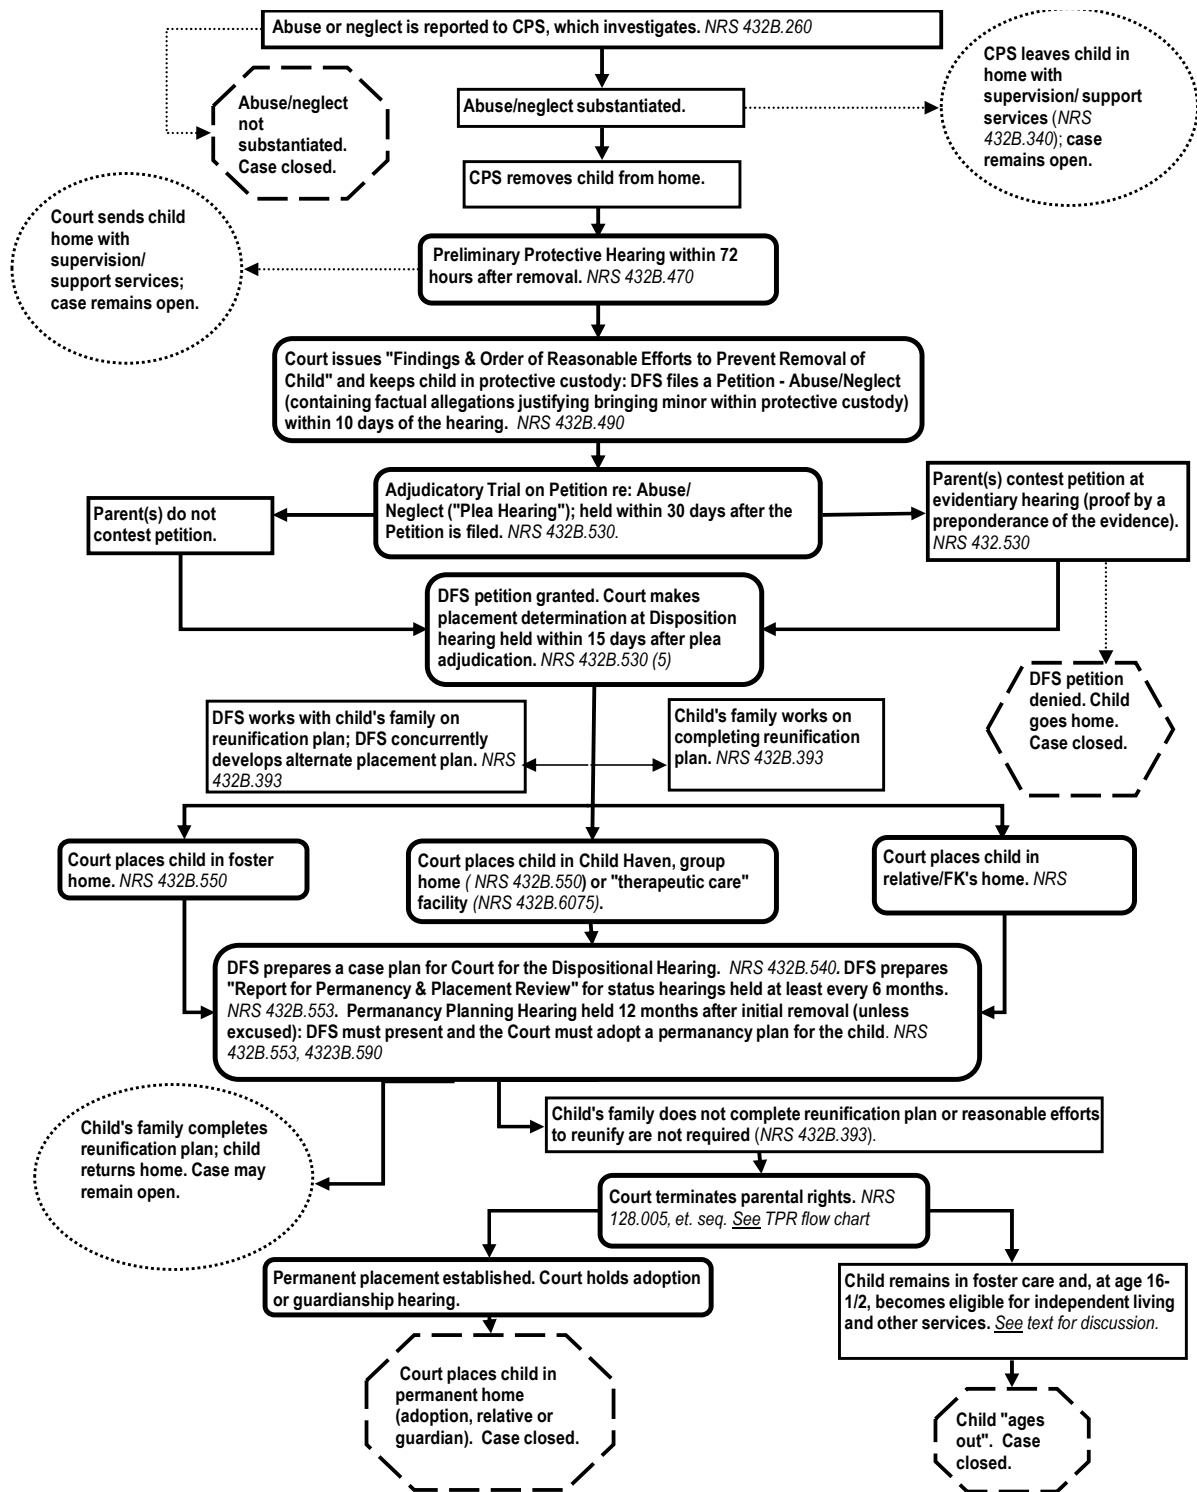 Abuse or neglect is reported to CPS, which investigates. NRS 432B.260
Abuse/neglect
not
substantiated.
Case closed.
Abuse/neglect substantiated.
CPS leaves child in
home with
supervision/ support
services (NRS
432B.340); case
remains open.
CPS removes child from home.
Court sends child
home with
supervision/
support services;
case remains open.
Preliminary Protective Hearing within 72
hours after removal. NRS 432B.470
Court issues "Findings & Order of Reasonable Efforts to Prevent Removal of
Child" and keeps child in protective custody: DFS files a Petition - Abuse/Neglect
(containing factual allegations justifying bringing minor within protective custody)
within 10 days of the hearing. NRS 432B.490
Parent(s) do not
contest petition.
Adjudicatory Trial on Petition re: Abuse/
Neglect ("Plea Hearing"); held within 30 days after the
Petition is filed. NRS 432B.530.
Parent(s) contest petition at
evidentiary hearing (proof by a
preponderance of the evidence).
NRS 432.530
DFS petition granted. Court makes
placement determination at Disposition
hearing held within 15 days after plea
adjudication. NRS 432B.530 (5)
DFS petition
denied. Child
goes home.
Case closed.
DFS works with child's family on
reunification plan; DFS concurrently
develops alternate placement plan. NRS
432B.393
Child's family works on
completing reunification
plan. NRS 432B.393
Court places child in foster
home. NRS 432B.550
Court places child in Child Haven, group
home ( NRS 432B.550) or "therapeutic care"
facility (NRS 432B.6075).
Court places child in
relative/FK's home. NRS
DFS prepares a case plan for Court for the Dispositional Hearing. NRS 432B.540. DFS prepares
"Report for Permanency & Placement Review" for status hearings held at least every 6 months.
NRS 432B.553. Permanancy Planning Hearing held 12 months after initial removal (unless
excused): DFS must present and the Court must adopt a permanancy plan for the child. NRS
432B.553, 4323B.590
Child's family completes
reunification plan; child
returns home. Case may
remain open.
Child's family does not complete reunification plan or reasonable efforts
to reunify are not required (NRS 432B.393).
Court terminates parental rights. NRS
128.005, et. seq. See TPR flow chart
Permanent placement established. Court holds adoption
or guardianship hearing.
Child remains in foster care and, at age 16-
1/2, becomes eligible for independent living
and other services. See text for discussion.
Court places child in
permanent home
(adoption, relative or
guardian). Case closed.
Child "ages
out". Case
closed.